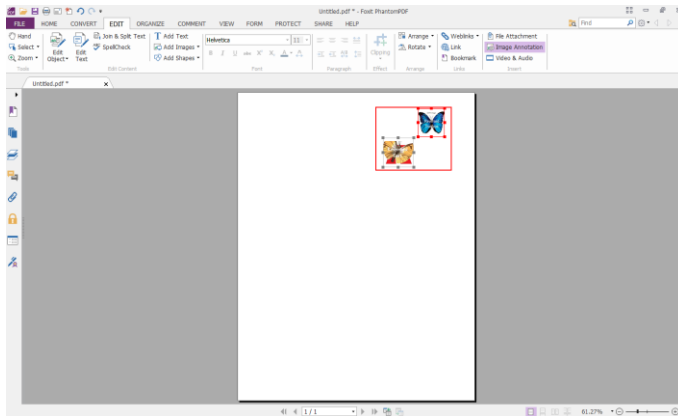 Untitled.pdf * - Foxit PhantomPDF
FILE HOME CONVERT EDIT ORGANIZE COMMENT VIEW FORM PROTECT SHARE HELP Find
Hand
Select
Zoom
Tools
Edit Object
Edit Text
Join & Split Text
SpellCheck
Edit Content
Add Text
Add Images
Add Shapes
Helvetica
B I U abc X X A A
Font
Paragraph
Clipping
Effect
Arrange
Rotate
Arrange
Weblinks
Link
Bookmark
Links
File Attachment
Image Annotation
Video & Audio
Insert
Untitled.pdf * x
1 / 1
61.27%